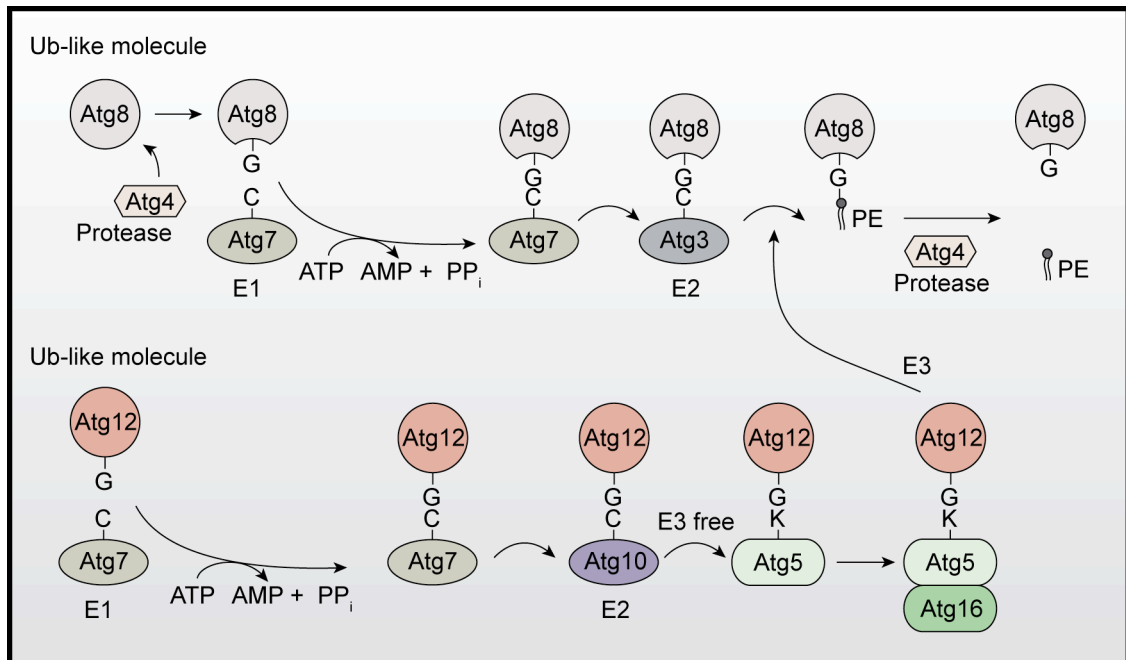 Ub-like molecule
Atg8
Atg8
Atg8
Atg8
Atg8
Atg8
G
G
G
G
G
C
C
C
Atg4
Protease
Atg7
Atg7
Atg3
PE
Atg4
Protease
PE
E1
ATP AMP + PPi
E2
Ub-like molecule
E3
Atg12
Atg12
Atg12
Atg12
Atg12
G
G
G
G
G
C
C
C
K
K
E3 free
Atg7
Atg7
Atg10
Atg5
Atg5
ATP AMP + PPi
E1
E2
Atg16